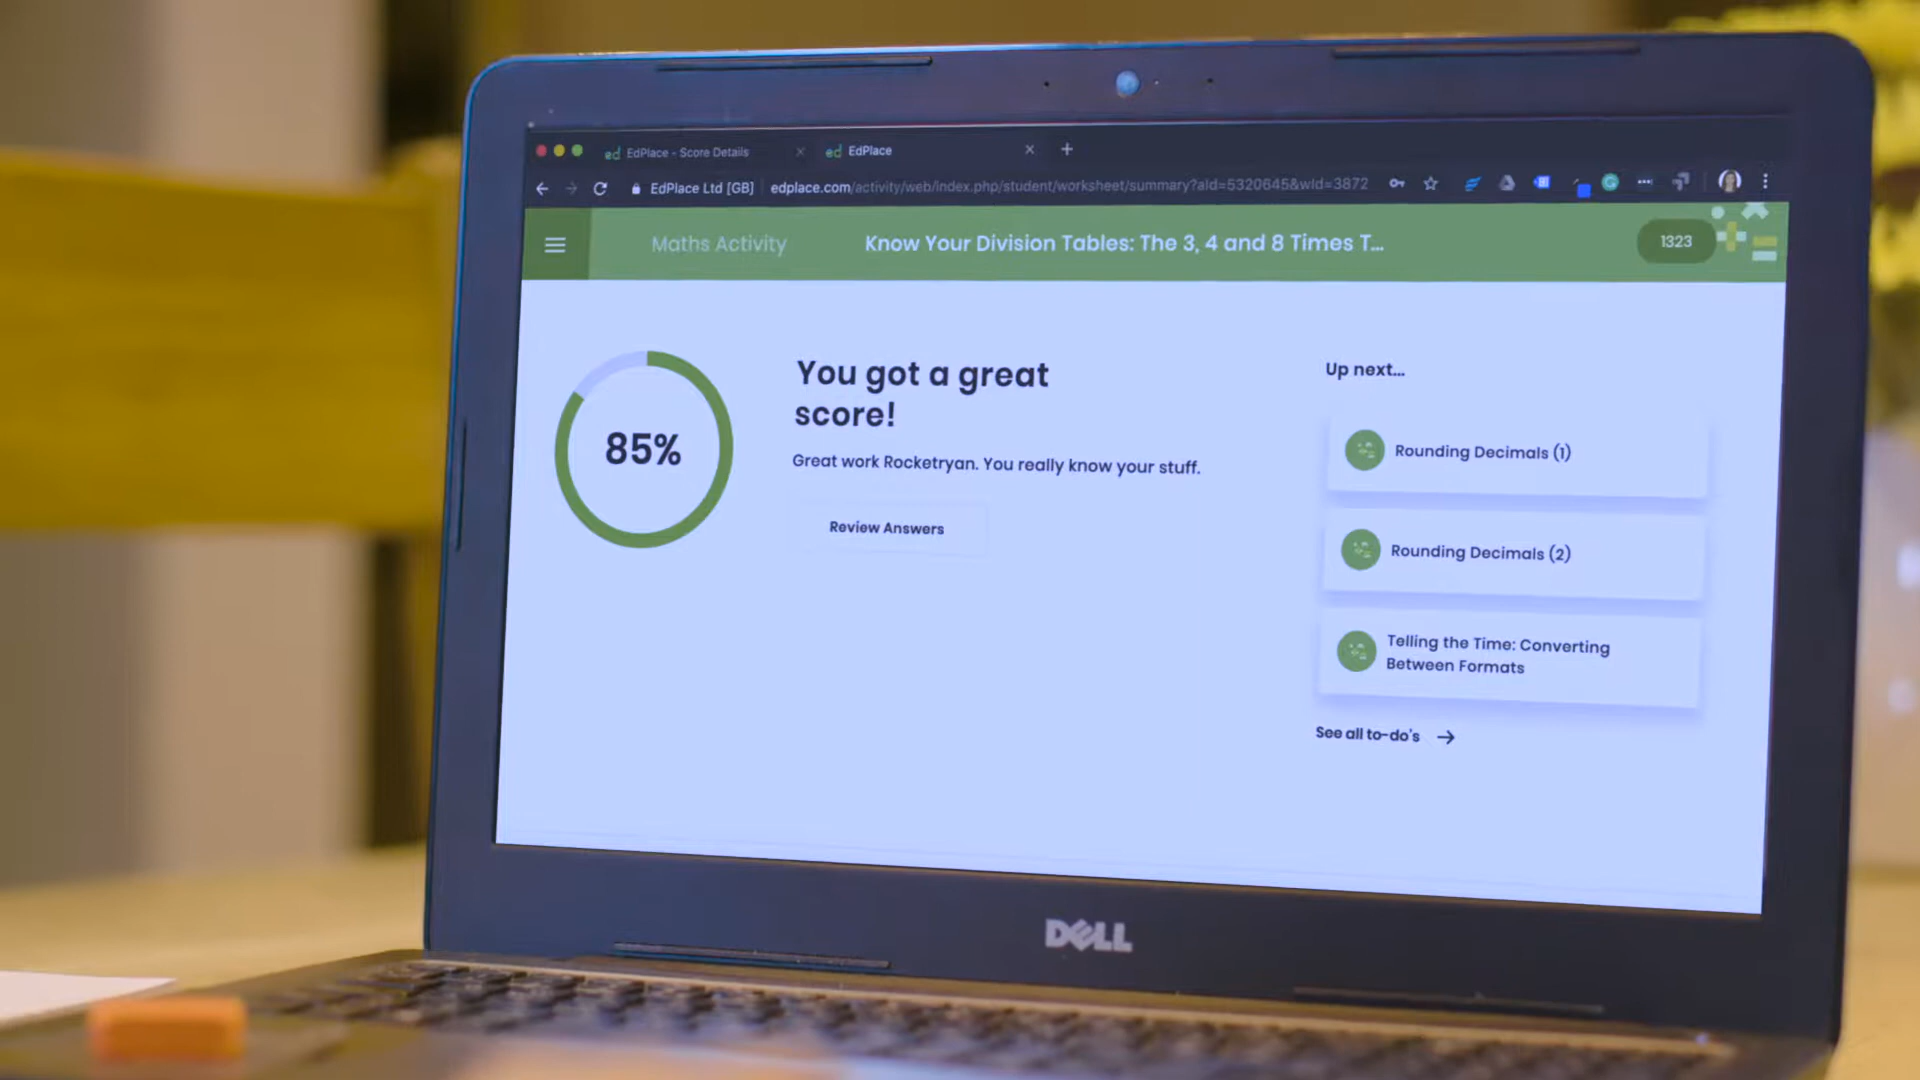 ed EdPlace - Score Details
ed EdPlace
EdPlace Ltd [GB] edplace.com/activity/web/index.php/student/worksheet/summary?aId=5320645&wId=3872
Maths Activity
Know Your Division Tables: The 3, 4 and 8 Times T...
1323
85%
You got a great
score!
Great work Rocketryan. You really know your stuff.
Review Answers
Up next...
Rounding Decimals (1)
Rounding Decimals (2)
Telling the Time: Converting
Between Formats
See all to-do's
DELL